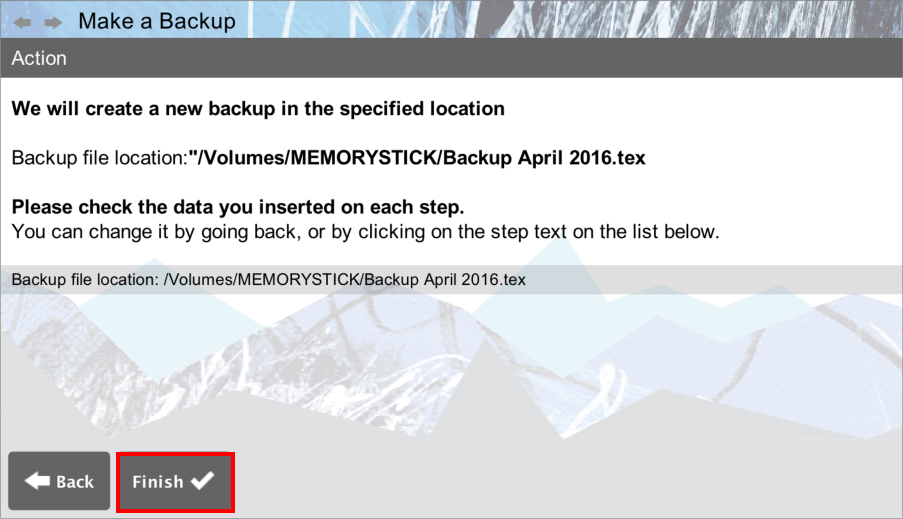 Make a Backup
Action
We will create a new backup in the specified location
Backup file location:"/Volumes/MEMORYSTICK/Backup April 2016.tex
Please check the data you inserted on each step.
You can change it by going back, or by clicking on the step text on the list below.
Backup file location: /Volumes/MEMORYSTICK/Backup April 2016.tex
Back
Finish